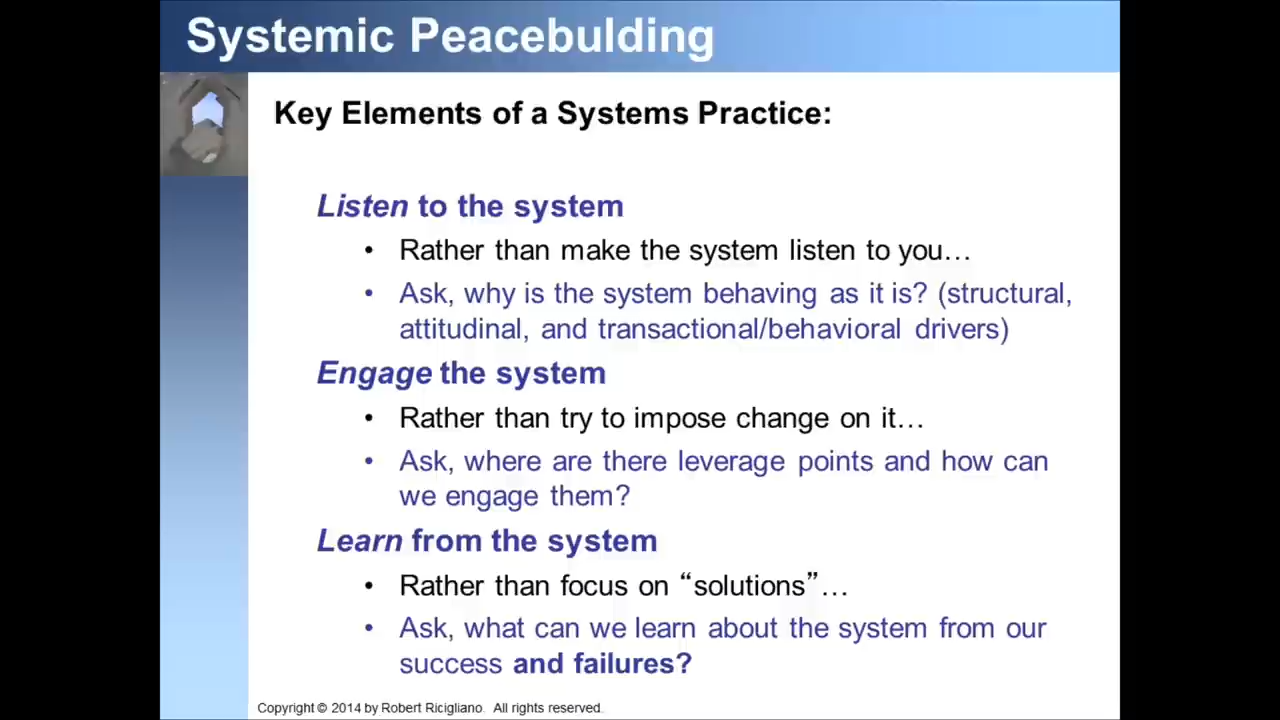 Systemic Peacebulding
Key Elements of a Systems Practice:
Listen to the system
• Rather than make the system listen to you…
• Ask, why is the system behaving as it is? (structural,
attitudinal, and transactional/behavioral drivers)
Engage the system
• Rather than try to impose change on it…
• Ask, where are there leverage points and how can
we engage them?
Learn from the system
• Rather than focus on “solutions”…
• Ask, what can we learn about the system from our
success and failures?
Copyright © 2014 by Robert Ricigliano. All rights reserved.